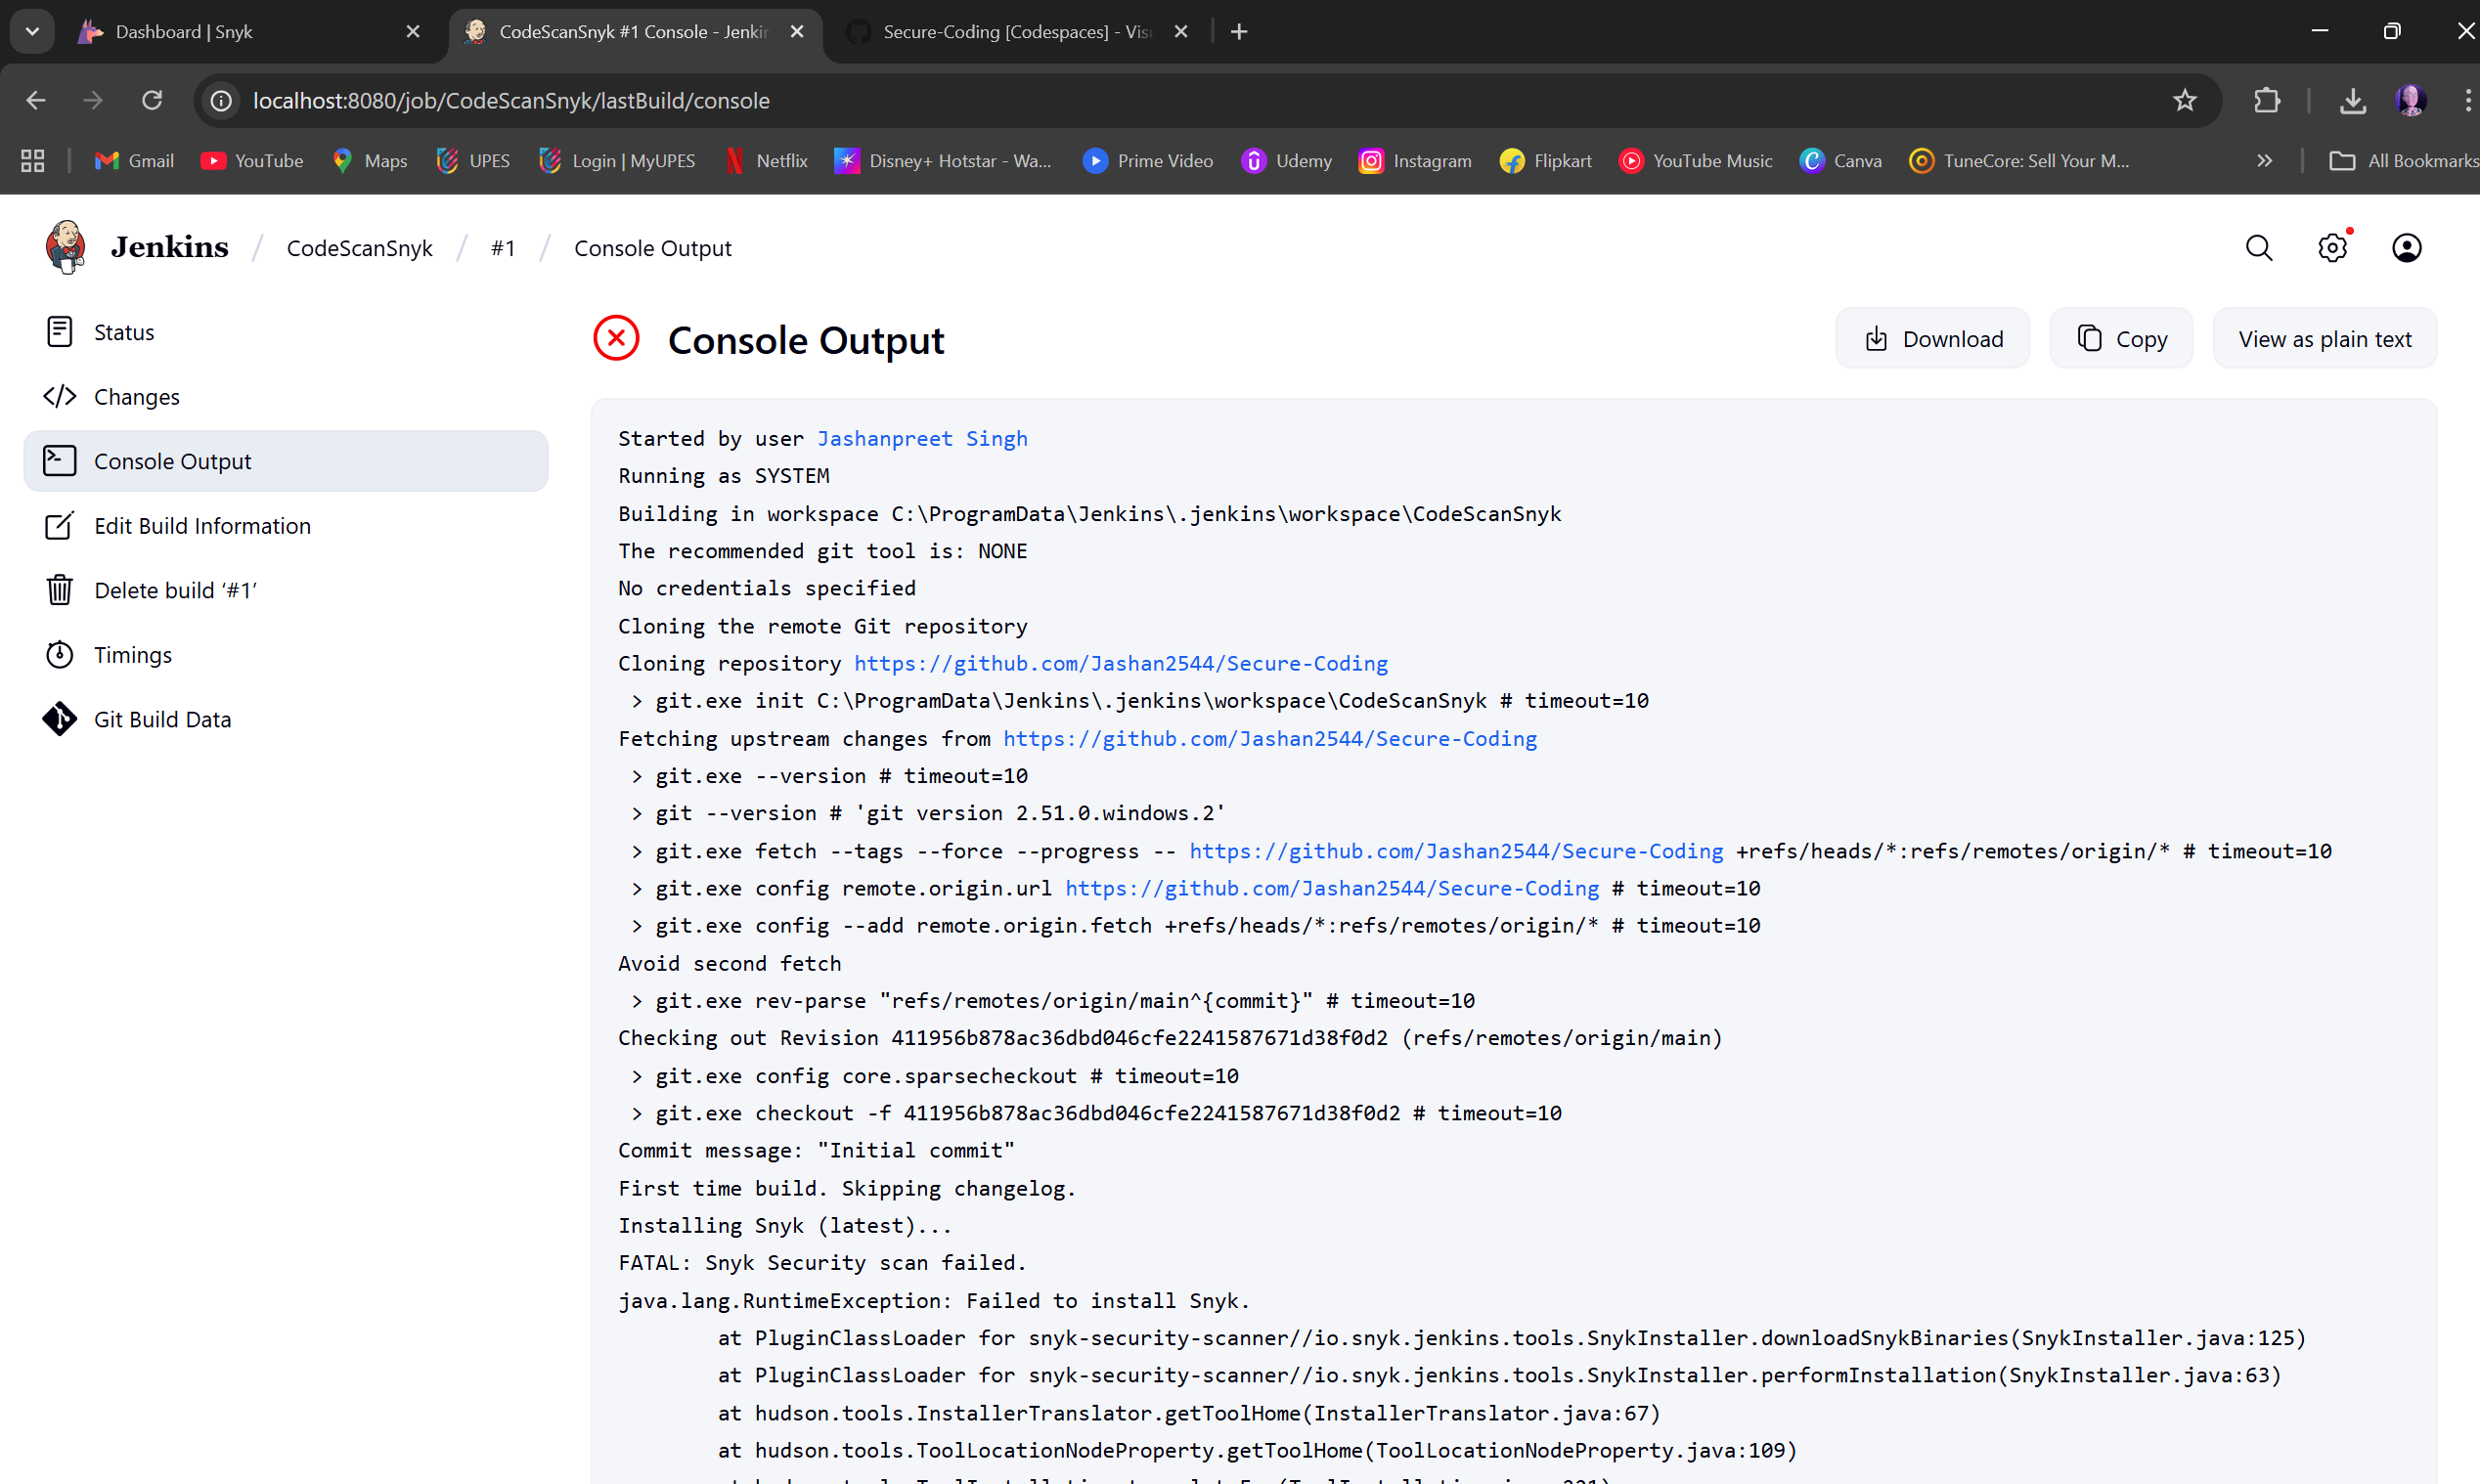 Dashboard | Snyk
CodeScanSnyk #1 Console - Jenkin
Secure-Coding [Codespaces] - Visu
localhost:8080/job/CodeScanSnyk/lastBuild/console
Gmail
YouTube
Maps
UPES
Login | MyUPES
Netflix
Disney+ Hotstar - Wa...
Prime Video
Udemy
Instagram
Flipkart
YouTube Music
Canva
TuneCore: Sell Your M...
All Bookmarks
Jenkins / CodeScanSnyk / #1 / Console Output
Status
Changes
Console Output
Edit Build Information
Delete build ‘#1’
Timings
Git Build Data
Console Output
Download
Copy
View as plain text
Started by user Jashanpreet Singh
Running as SYSTEM
Building in workspace C:\ProgramData\Jenkins\.jenkins\workspace\CodeScanSnyk
The recommended git tool is: NONE
No credentials specified
Cloning the remote Git repository
Cloning repository https://github.com/Jashan2544/Secure-Coding
> git.exe init C:\ProgramData\Jenkins\.jenkins\workspace\CodeScanSnyk # timeout=10
Fetching upstream changes from https://github.com/Jashan2544/Secure-Coding
> git.exe --version # timeout=10
> git --version # 'git version 2.51.0.windows.2'
> git.exe fetch --tags --force --progress -- https://github.com/Jashan2544/Secure-Coding +refs/heads/*:refs/remotes/origin/* # timeout=10
> git.exe config remote.origin.url https://github.com/Jashan2544/Secure-Coding # timeout=10
> git.exe config --add remote.origin.fetch +refs/heads/*:refs/remotes/origin/* # timeout=10
Avoid second fetch
> git.exe rev-parse "refs/remotes/origin/main^{commit}" # timeout=10
Checking out Revision 411956b878ac36dbd046cfe2241587671d38f0d2 (refs/remotes/origin/main)
> git.exe config core.sparsecheckout # timeout=10
> git.exe checkout -f 411956b878ac36dbd046cfe2241587671d38f0d2 # timeout=10
Commit message: "Initial commit"
First time build. Skipping changelog.
Installing Snyk (latest)...
FATAL: Snyk Security scan failed.
java.lang.RuntimeException: Failed to install Snyk.
at PluginClassLoader for snyk-security-scanner//io.snyk.jenkins.tools.SnykInstaller.downloadSnykBinaries(SnykInstaller.java:125)
at PluginClassLoader for snyk-security-scanner//io.snyk.jenkins.tools.SnykInstaller.performInstallation(SnykInstaller.java:63)
at hudson.tools.InstallerTranslator.getToolHome(InstallerTranslator.java:67)
at hudson.tools.ToolLocationNodeProperty.getToolHome(ToolLocationNodeProperty.java:109)